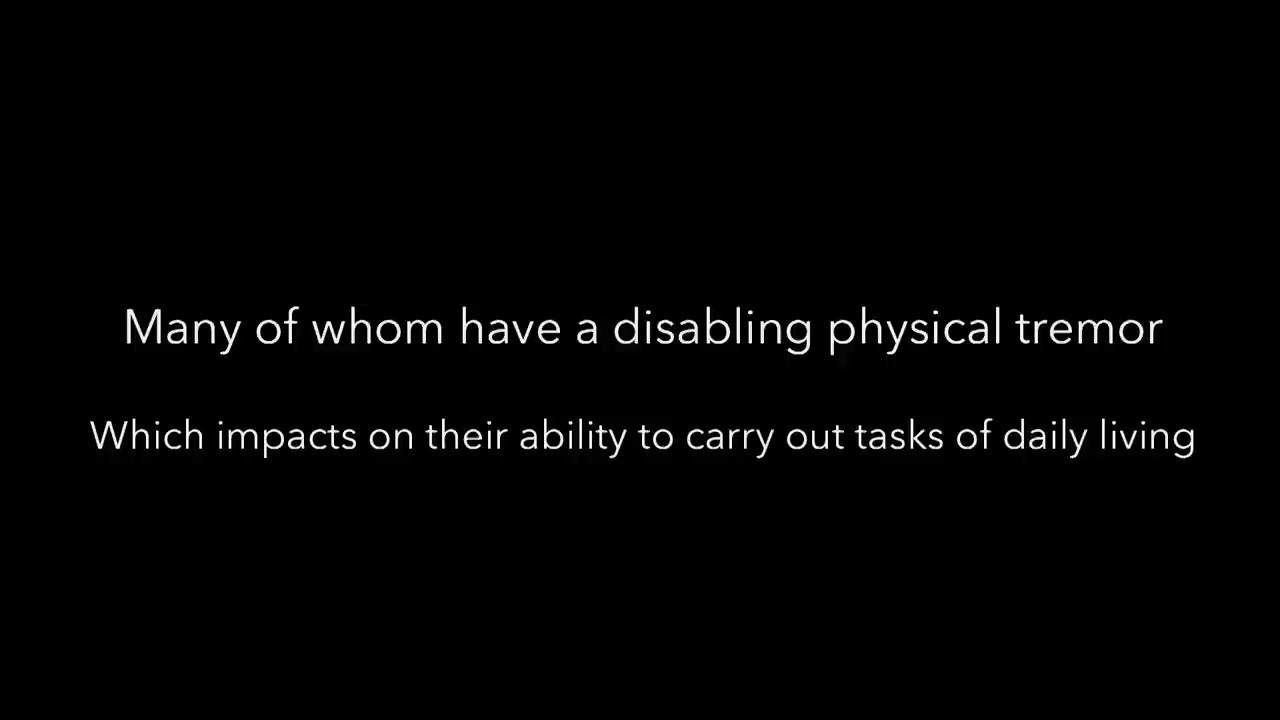 Many of whom have a disabling physical tremor
Which impacts on their ability to carry out tasks of daily living